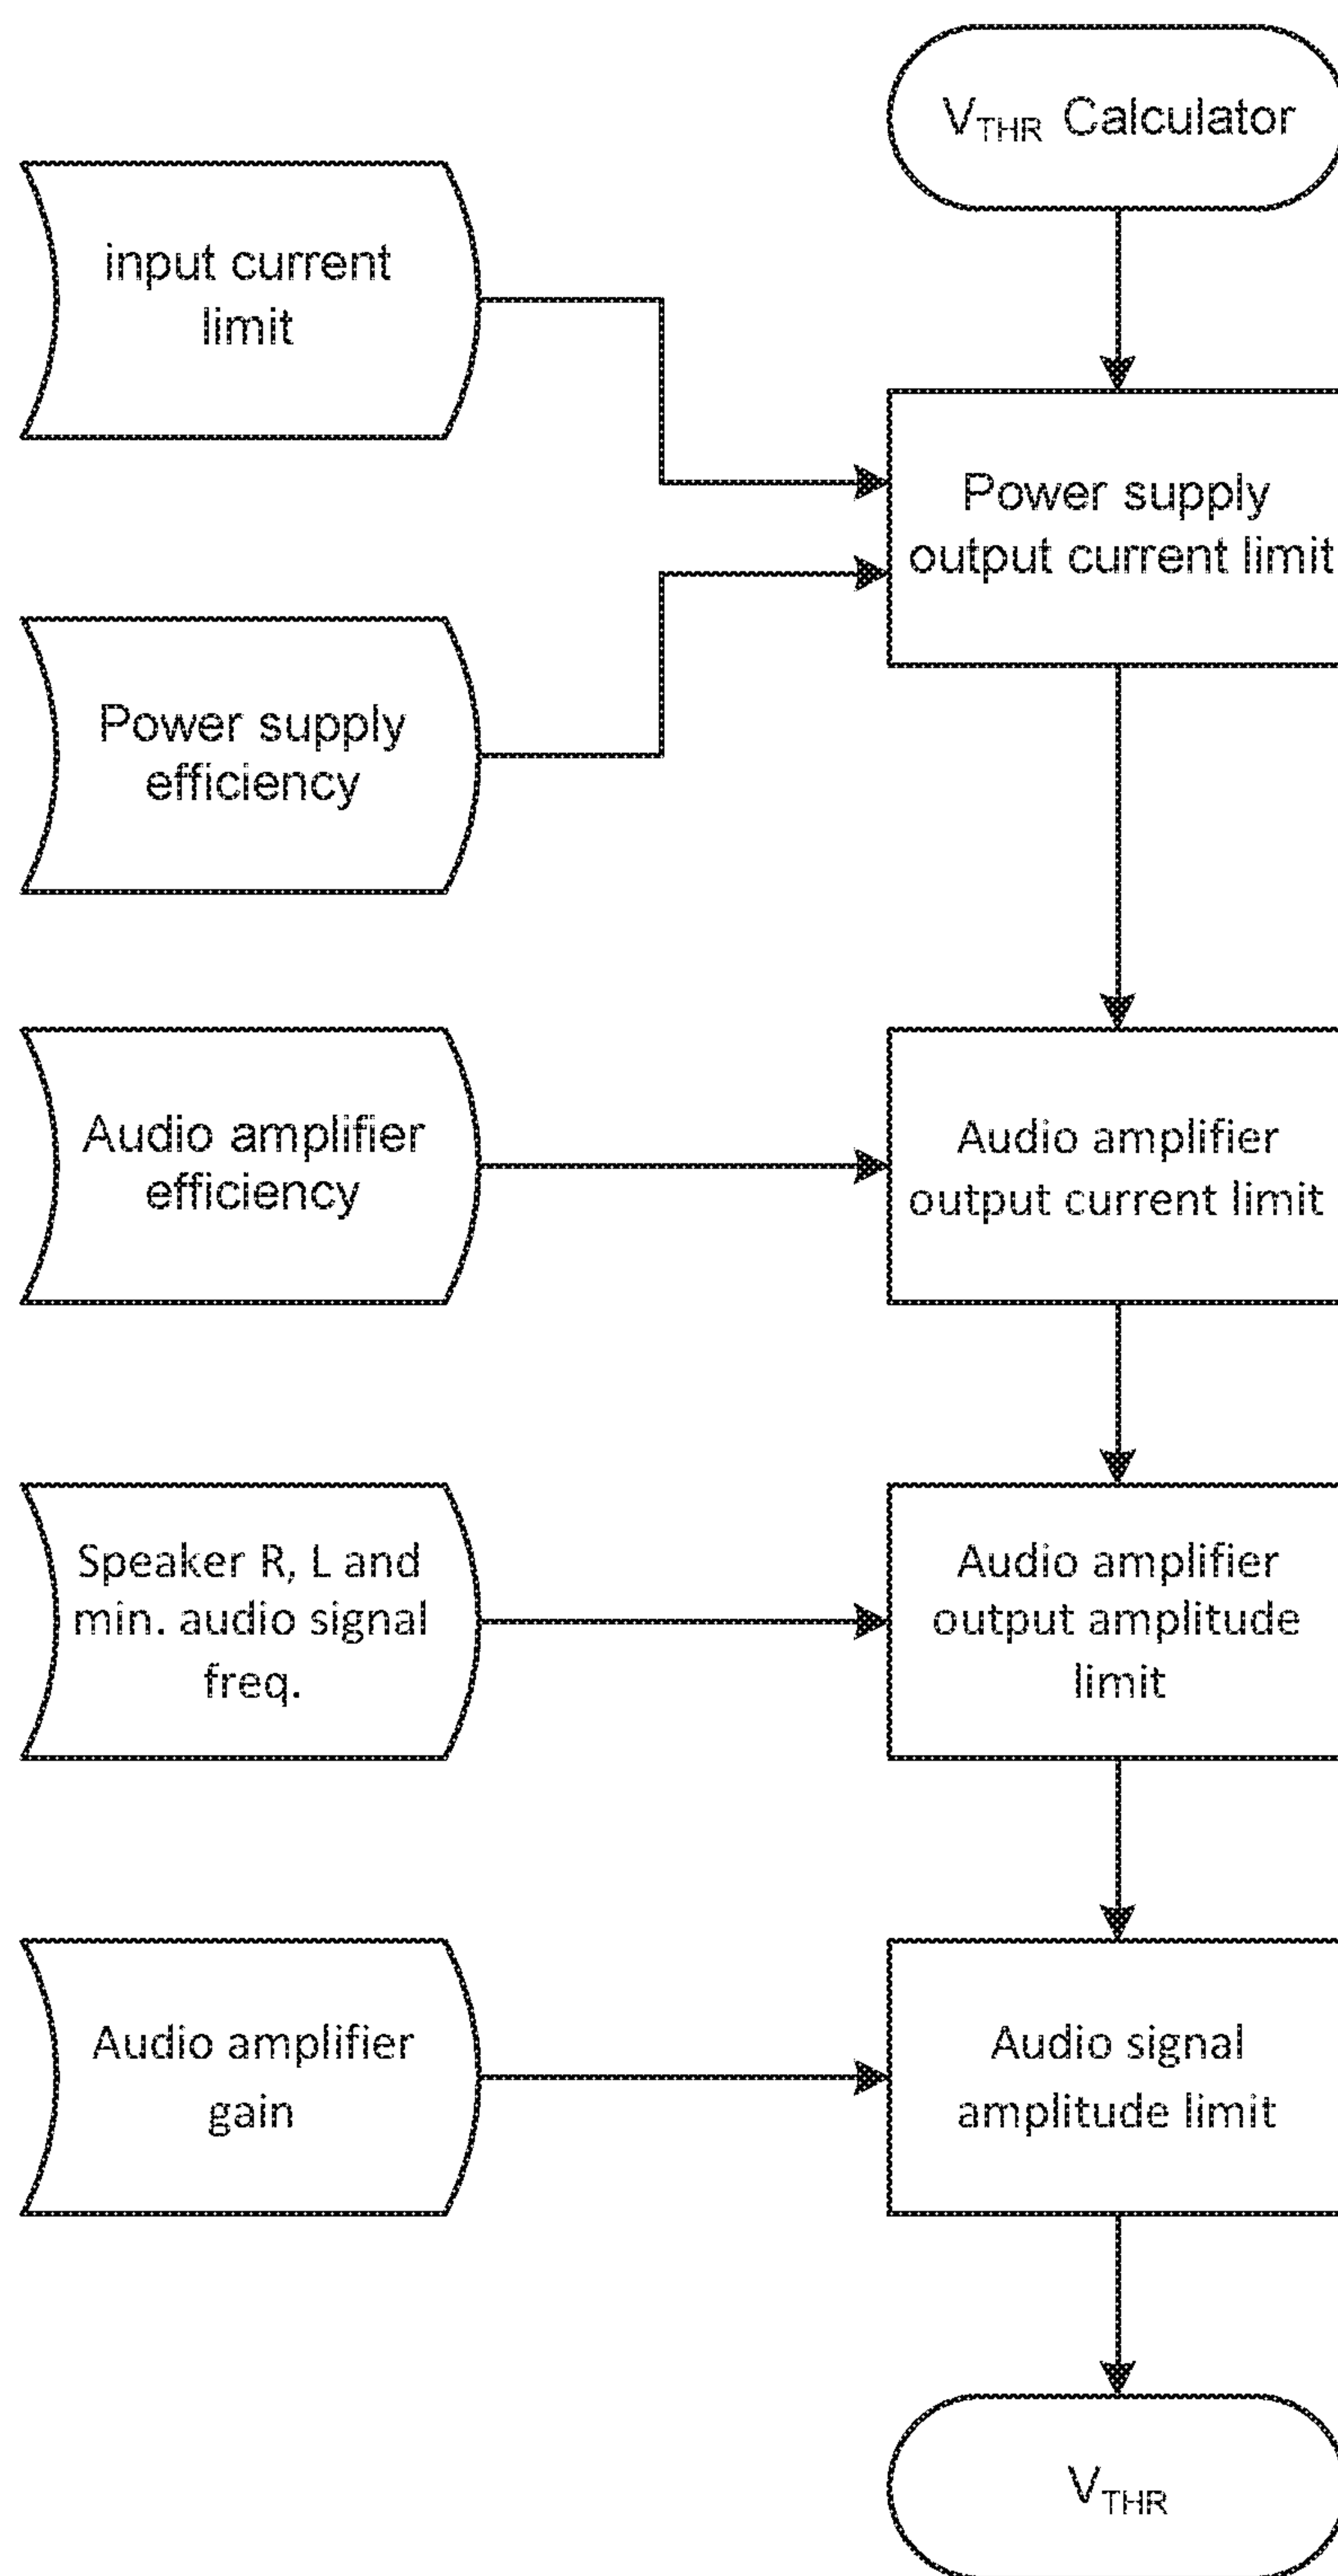 V_THR Calculator
input current
limit
Power supply
output current limit
Power supply
efficiency
Audio amplifier
efficiency
Audio amplifier
output current limit
Speaker R, L and
min. audio signal
freq.
Audio amplifier
output amplitude
limit
Audio amplifier
gain
Audio signal
amplitude limit
V_THR